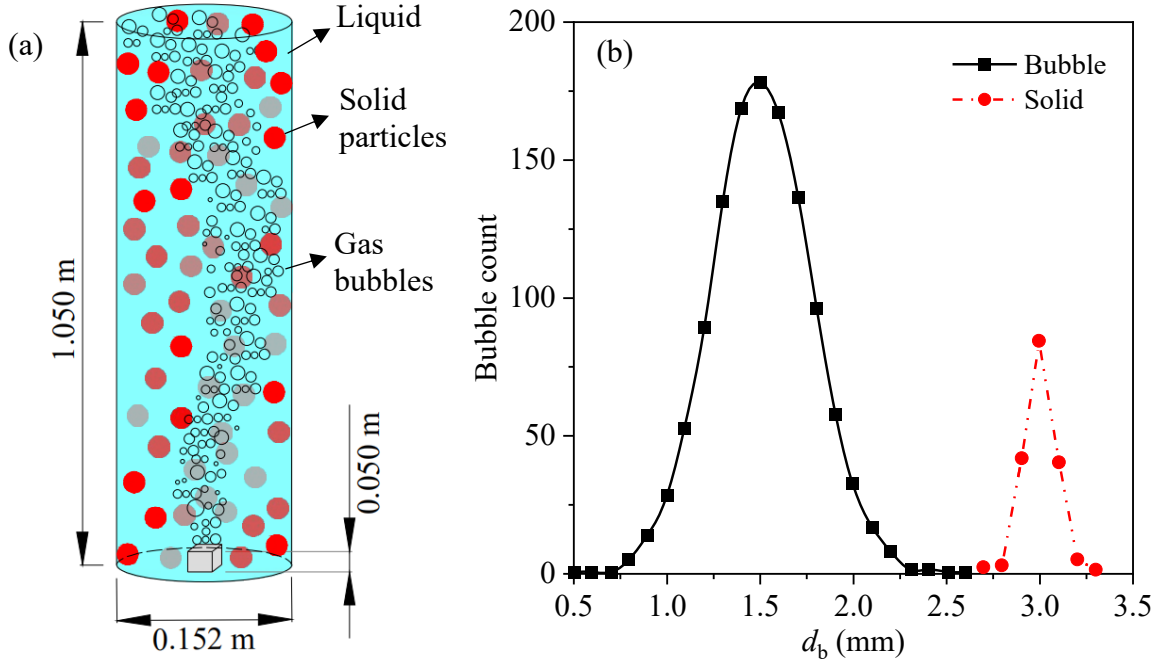 (a)
Liquid
Solid
particles
Gas
bubbles
1.050 m
0.050 m
0.152 m
(b)
Bubble
Solid
Bubble count
200
150
100
50
0
0.5 1.0 1.5 2.0 2.5 3.0 3.5
d_b (mm)